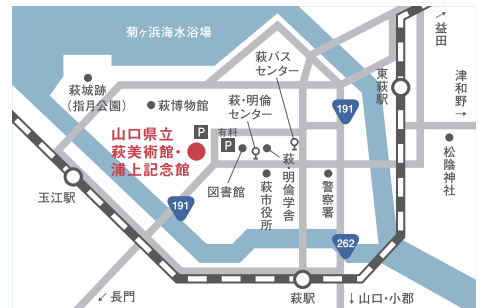 菊ヶ浜海水浴場
益田
萩城跡
(指月公園)
萩博物館
萩バス
センター
東萩駅
津和野
191
山口県立
萩美術館・
浦上記念館
P
有料
P
萩・明倫
センター
図書館
萩・明倫学舎
萩市役所
警察署
松陰神社
玉江駅
191
262
長門
萩駅
山口・小郡